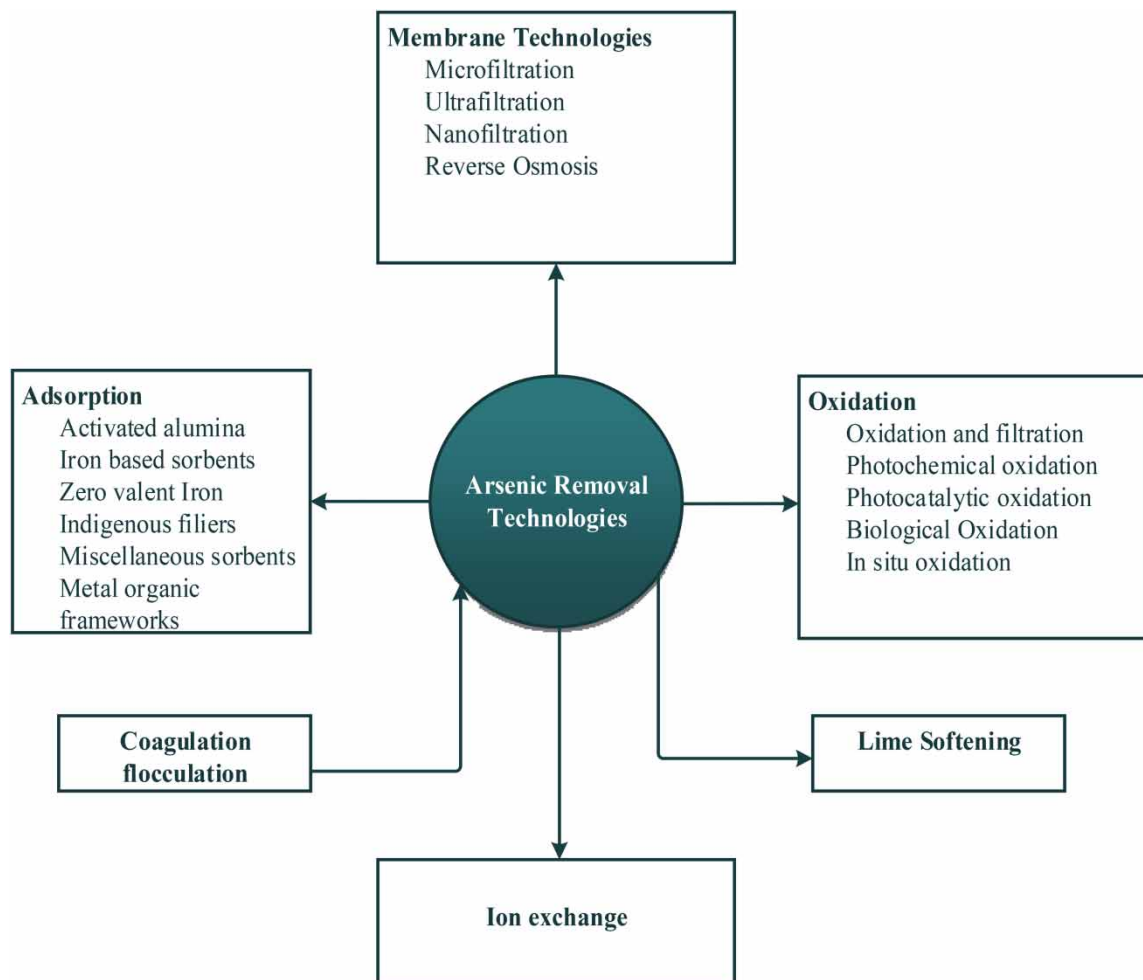 Membrane Technologies
Microfiltration
Ultrafiltration
Nanofiltration
Reverse Osmosis
Adsorption
Activated alumina
Iron based sorbents
Zero valent Iron
Indigenous filiers
Miscellaneous sorbents
Metal organic
frameworks
Arsenic Removal
Technologies
Oxidation
Oxidation and filtration
Photochemical oxidation
Photocatalytic oxidation
Biological Oxidation
In situ oxidation
Coagulation
flocculation
Lime Softening
Ion exchange